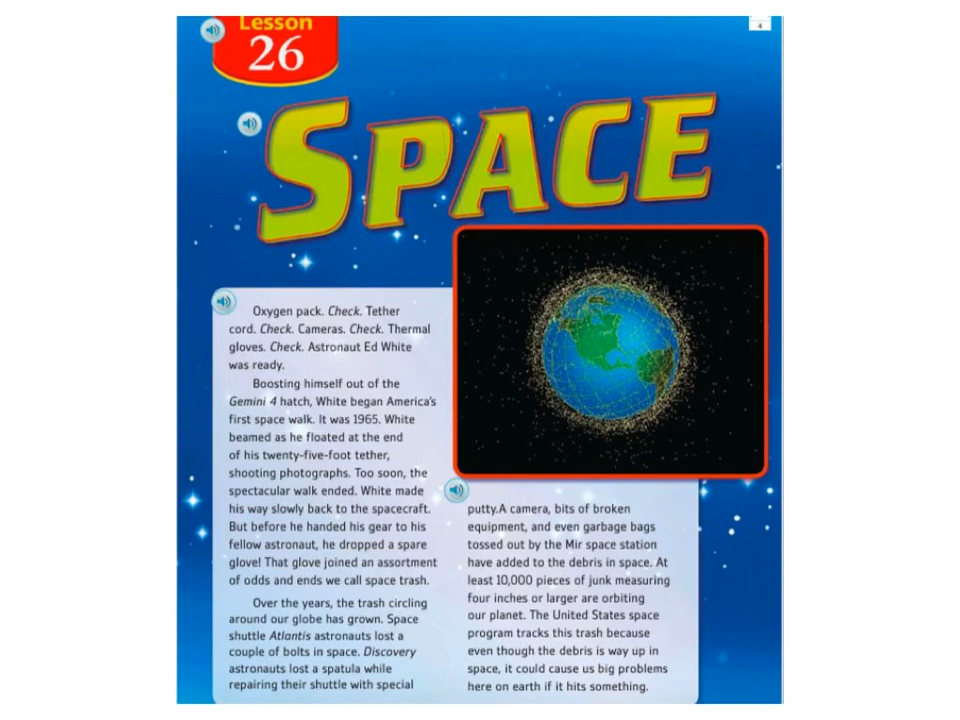 Lesson
26
4
SPACE
Oxygen pack. Check. Tether
cord. Check. Cameras. Check. Thermal
gloves. Check. Astronaut Ed White
was ready.
Boosting himself out of the
Gemini 4 hatch, White began America's
first space walk. It was 1965. White
beamed as he floated at the end
of his twenty-five-foot tether,
shooting photographs. Too soon, the
spectacular walk ended. White made
his way slowly back to the spacecraft.
But before he handed his gear to his
fellow astronaut, he dropped a spare
glove! That glove joined an assortment
of odds and ends we call space trash.
Over the years, the trash circling
around our globe has grown. Space
shuttle Atlantis astronauts lost a
couple of bolts in space. Discovery
astronauts lost a spatula while
repairing their shuttle with special
putty.A camera, bits of broken
equipment, and even garbage bags
tossed out by the Mir space station
have added to the debris in space. At
least 10,000 pieces of junk measuring
four inches or larger are orbiting
our planet. The United States space
program tracks this trash because
even though the debris is way up in
space, it could cause us big problems
here on earth if it hits something.